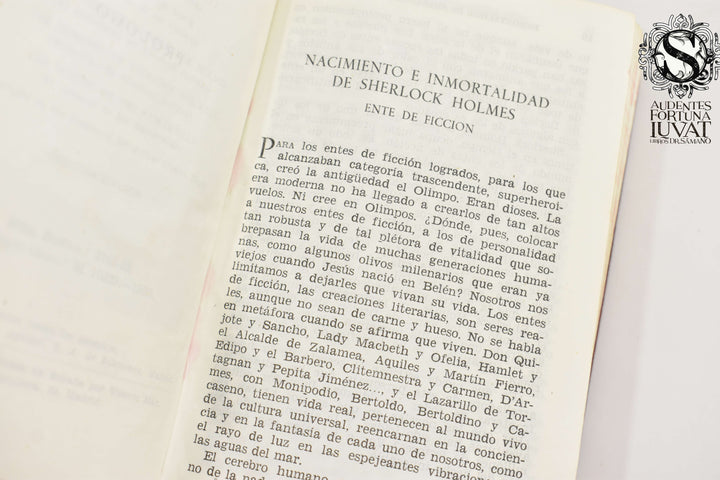 NACIMIENTO E INMORTALIDAD
DE SHERLOCK HOLMES
ENTE DE FICCION
PARA los entes de ficción logrados, para los que
alcanzaban categoría trascendente, superheroi-
ca, creó la antigüedad el Olimpo. Eran dioses. La
era moderna no ha llegado a crearlos de tan altos
vuelos. Ni cree en Olimpos. ¿Dónde, pues, colocar
a nuestros entes de ficción, a los de personalidad
tan robusta y de tal plétora de vitalidad que so-
brepasan la vida de muchas generaciones huma-
nas, como algunos olivos milenarios que eran ya
viejos cuando Jesús nació en Belén? Nosotros nos
limitamos a dejarles que vivan su vida. Los entes
de ficción, las creaciones literarias, son seres rea-
les, aunque no sean de carne y hueso. No se habla
en metáfora cuando se afirma que viven. Don Qui-
jote y Sancho, Lady Macbeth y Ofelia, Hamlet y
el Alcalde de Zalamea, Aquiles y Martín Fierro,
Edipo y el Barbero, Clitemnestra y Carmen, D'Ar-
tagnan y Pepita Jiménez..., y el Lazarillo de Tor-
mes, con Monipodio, Bertoldo, Bertoldino y Ca-
caseno, tienen vida real, pertenecen al mundo vivo
de la cultura universal, reencarnan en la concien-
cia y en la fantasía de cada uno de nosotros, como
el rayo de luz en las espejeantes vibraciones de
las aguas del mar.
El cerebro humano
no de la nad
S
AUDENTES
FORTUNA
IUVAT
LIBROS DR. SÁMANO